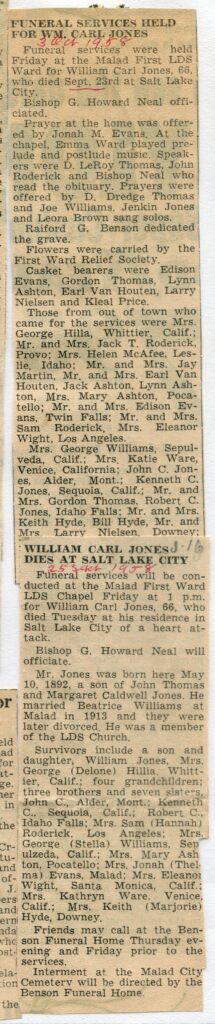 FUNERAL SERVICES HELD
FOR WM. CARL JONES
3 Oct 1958
Funeral services were held
Friday at the Malad First LDS
Ward for William Carl Jones, 66,
who died Sept. 23rd at Salt Lake
City.
Bishop G. Howard Neal offi-
ciated.
Prayer at the home was offer-
ed by Jonah M. Evans. At the
chapel, Emma Ward played pre-
lude and postlude music. Speak-
ers were D. LeRoy Thomas, John
Roderick and Bishop Neal who
read the obituary. Prayers were
offered by D. Dredge Thomas
and Joe Williams. Jenkin Jones
and Leora Brown sang solos.
Raiford G. Benson dedicated
the grave.
Flowers were carried by the
First Ward Relief Society.
Casket bearers were Edison
Evans, Gordon Thomas, Lynn
Ashton, Earl Van Houten, Larry
Nielsen and Kleal Price.
Those from out of town who
came for the services were Mrs.
George Hilla, Whittier, Calif.;
Mr. and Mrs. Jack T. Roderick,
Provo; Mrs. Helen McAfee, Les-
lie, Idaho; Mr. and Mrs. Jay
Martin, Mr. and Mrs. Earl Van
Houten, Jack Ashton, Lynn Ash-
ton, Mrs. Mary Ashton, Poca-
tello; Mr. and Mrs. Edison Ev-
ans, Twin Falls; Mr. and Mrs.
Sam Roderick, Mrs. Eleanor
Wight, Los Angeles.
Mrs. George Williams, Sepul-
veda, Calif.; Mrs. Katie Ware,
Venice, California; John C. Jon-
es, Alder, Mont.; Kenneth C.
Jones, Sequoia, Calif.; Mr. and
Mrs. Gordon Thomas, Robert C.
Jones, Idaho Falls; Mr. and Mrs.
Keith Hyde, Bill Hyde, Mr. and
Mrs. Larry Nielsen, Downey;
WILLIAM CARL JONES J-16
DIES AT SALT LAKE CITY
25 Sept 1958
Funeral services will be con-
ducted at the Malad First Ward
LDS Chapel Friday at 1 p.m.
for William Carl Jones, 66, who
died Tuesday at his residence in
Salt Lake City of a heart at-
tack.
Bishop G. Howard Neal will
officiate.
Mr. Jones was born here May
10, 1892, a son of John Thomas
and Margaret Caldwell Jones. He
married Beatrice Williams at
Malad in 1913 and they were
later divorced. He was a member
of the LDS Church.
Survivors include a son and
daughter, William Jones, Mrs.
George (Delone) Hillis, Whitt-
ier, Calif.; four grandchildren;
three brothers and seven sisters,
John C., Alder, Mont.; Kenneth
C., Sequoia, Calif.; Robert C.,
Idaho Falls; Mrs. Sam (Hannah)
Roderick, Los Angeles; Mrs.
George (Stella) Williams, Sep-
ulzeda, Calif.; Mrs. Mary Ash
ton, Pocatello; Mrs. Jonah (Thel-
ma) Evans, Malad; Mrs. Eleanor
Wight, Santa Monica, Calif.;
Mrs. Kathryn Ware, Venice,
Calif.; Mrs. Keith (Marjorie)
Hyde, Downey.
Friends may call at the Ben-
son Funeral Home Thursday ev-
ening and Friday prior to the
services.
Interment at the Malad City
Cemetery will be directed by the
Benson Funeral Home.